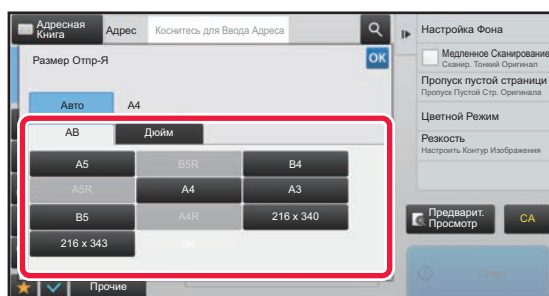 Адресная Книга
Адрес
Коснитесь для Ввода Адреса
Настройка Фона
Размер Отпр-Я
OK
Медленное Сканирование
Сканир. Тонкий Оригинал
Авто
A4
Пропуск пустой страници
Пропуск Пустой Стр. Оригинала
AB
Дюйм
Цветной Режим
A5
B5R
B4
Резкость
Настроить Контур Изображения
A5R
A4
A3
B5
A4R
216 x 340
Предварит. Просмотр
CA
216 x 343
8K
Прочие
Старт